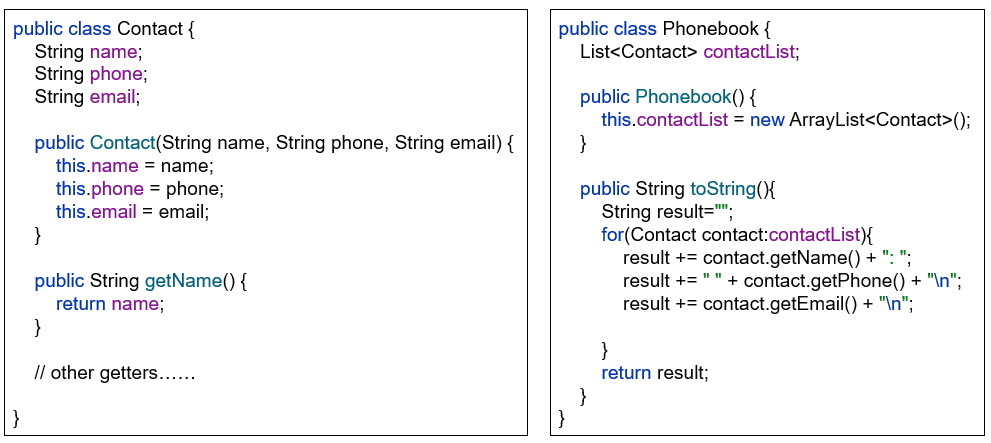 public class Contact {
String name;
String phone;
String email;
public Contact(String name, String phone, String email) {
this.name = name;
this.phone = phone;
this.email = email;
}
public String getName() {
return name;
}
// other getters……
}
public class Phonebook {
List<Contact> contactList;
public Phonebook() {
this.contactList = new ArrayList<Contact>();
}
public String toString(){
String result="";
for(Contact contact:contactList){
result += contact.getName() + ": ";
result += " " + contact.getPhone() + "\n";
result += contact.getEmail() + "\n";
}
return result;
}
}